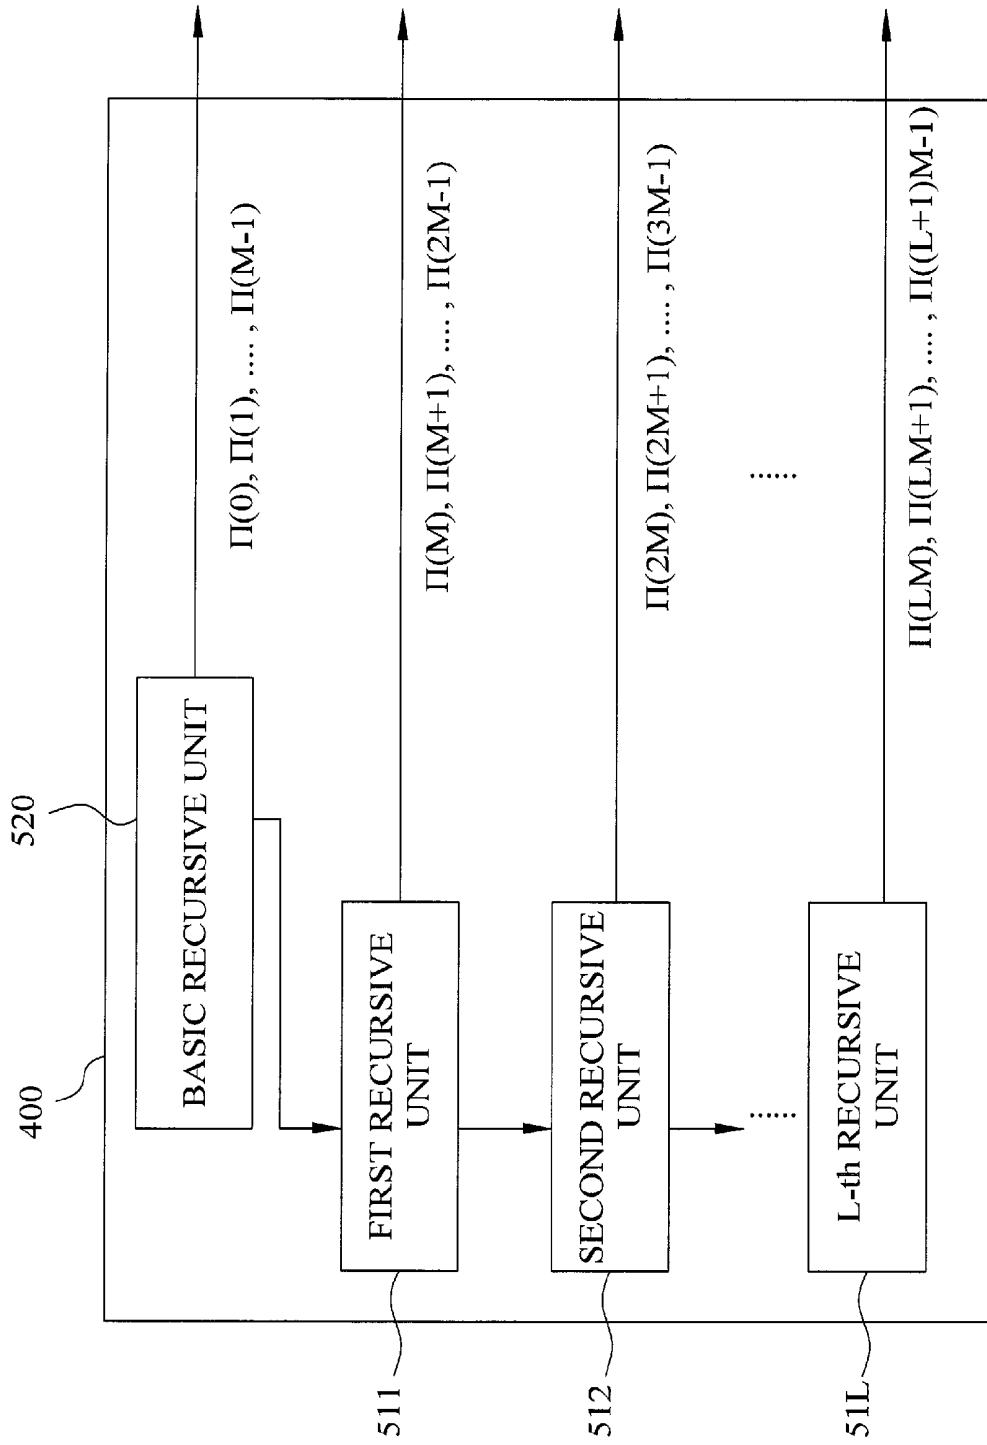 400
520
BASIC RECURSIVE UNIT
Π(0), Π(1), .... , Π(M-1)
511
FIRST RECURSIVE
UNIT
Π(M), Π(M+1), .... , Π(2M-1)
512
SECOND RECURSIVE
UNIT
Π(2M), Π(2M+1), .... , Π(3M-1)
......
......
51L
L-th RECURSIVE
UNIT
Π(LM), Π(LM+1), .... , Π((L+1)M-1)